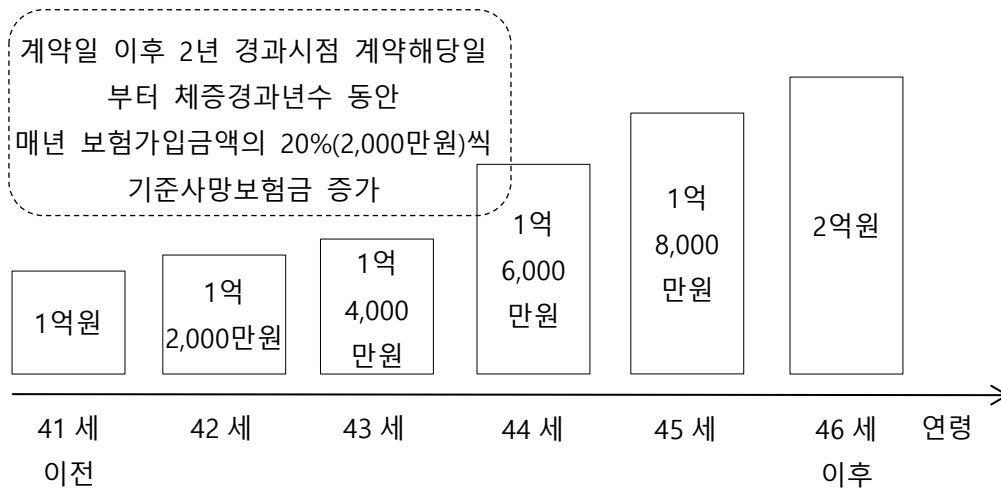 계약일 이후 2년 경과시점 계약해당일
부터 체증경과년수 동안
매년 보험가입금액의 20%(2,000만원)씩
기준사망보험금 증가
1억원
1억
2,000만원
1억
4,000
만원
1억
6,000
만원
1억
8,000
만원
2억원
41 세
이전
42 세
43 세
44 세
45 세
46 세
이후
연령